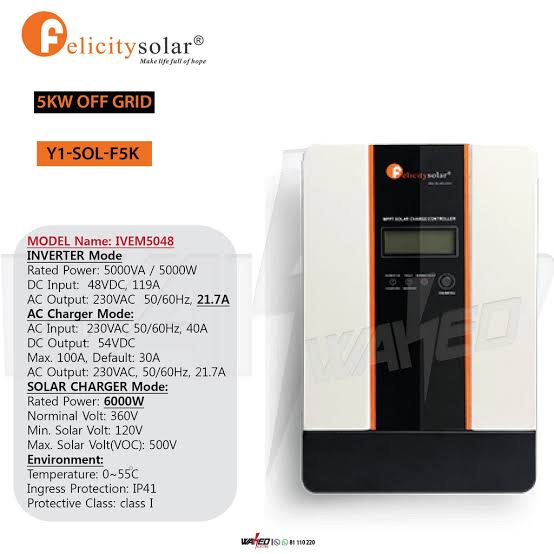 felicitysolar®
Make life full of hope
5KW OFF GRID
Y1-SOL-F5K
MODEL Name: IVEM5048
INVERTER Mode
Rated Power: 5000VA / 5000W
DC Input: 48VDC, 119A
AC Output: 230VAC 50/60Hz, 21.7A
AC Charger Mode:
AC Input: 230VAC 50/60Hz, 40A
DC Output: 54VDC
Max. 100A, Default: 30A
AC Output: 230VAC, 50/60Hz, 21.7A
SOLAR CHARGER Mode:
Rated Power: 6000W
Norminal Volt: 360V
Min. Solar Volt: 120V
Max. Solar Volt(VOC): 500V
Environment:
Temperature: 0~55C
Ingress Protection: IP41
Protective Class: class I
felicitysolar®
MPPT SOLAR CHARGE CONTROLLER
WAHED
WAHED
81 110 220